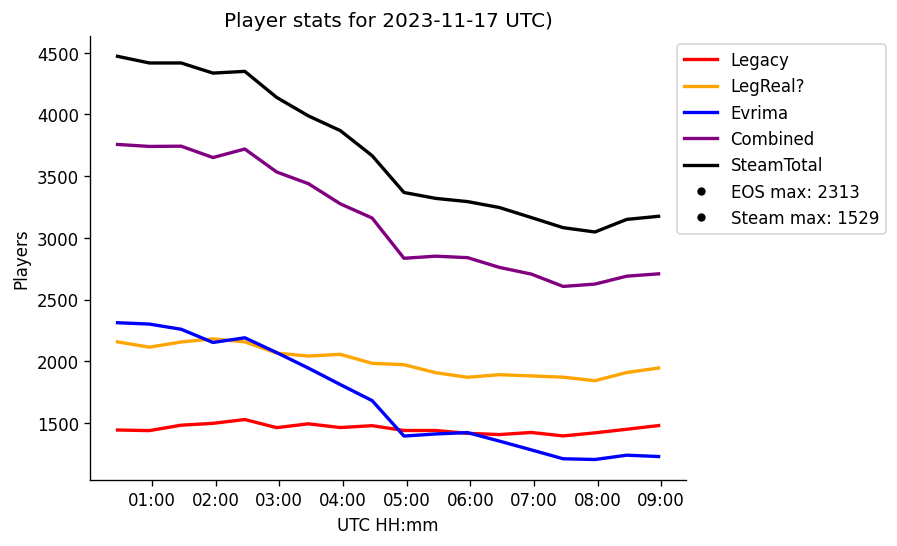 Player stats for 2023-11-17 UTC)
4500
4000
3500
3000
2500
2000
1500
Players
01:00 02:00 03:00 04:00 05:00 06:00 07:00 08:00 09:00
UTC HH:mm
Legacy
LegReal?
Evrima
Combined
SteamTotal
EOS max: 2313
Steam max: 1529